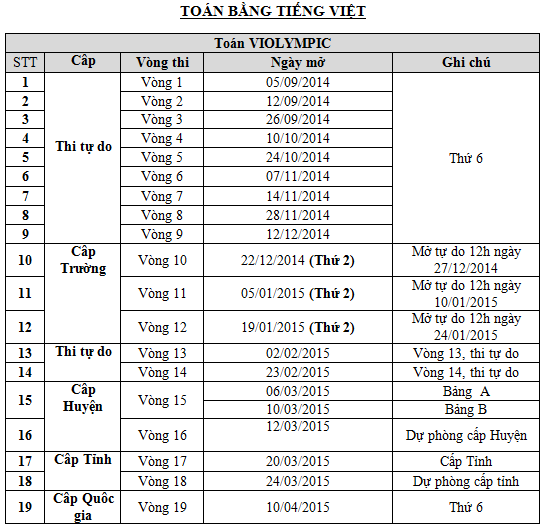 TOÁN BẰNG TIẾNG VIỆT
Toán VIOLYMPIC
STT Cấp Vòng thi Ngày mở Ghi chú
1 Thi tự do Vòng 1 05/09/2014 Thứ 6
2 Vòng 2 12/09/2014
3 Vòng 3 26/09/2014
4 Vòng 4 10/10/2014
5 Vòng 5 24/10/2014
6 Vòng 6 07/11/2014
7 Vòng 7 14/11/2014
8 Vòng 8 28/11/2014
9 Vòng 9 12/12/2014
10 Cấp Trường Vòng 10 22/12/2014 (Thứ 2) Mở tự do 12h ngày
27/12/2014
11 Vòng 11 05/01/2015 (Thứ 2) Mở tự do 12h ngày
10/01/2015
12 Vòng 12 19/01/2015 (Thứ 2) Mở tự do 12h ngày
24/01/2015
13 Thi tự do Vòng 13 02/02/2015 Vòng 13, thi tự do
14 Vòng 14 23/02/2015 Vòng 14, thi tự do
15 Cấp Huyện Vòng 15 06/03/2015 Bảng A
10/03/2015 Bảng B
16 Vòng 16 12/03/2015 Dự phòng cấp Huyện
17 Cấp Tỉnh Vòng 17 20/03/2015 Cấp Tỉnh
18 Vòng 18 24/03/2015 Dự phòng cấp tỉnh
19 Cấp Quốc gia Vòng 19 10/04/2015 Thứ 6